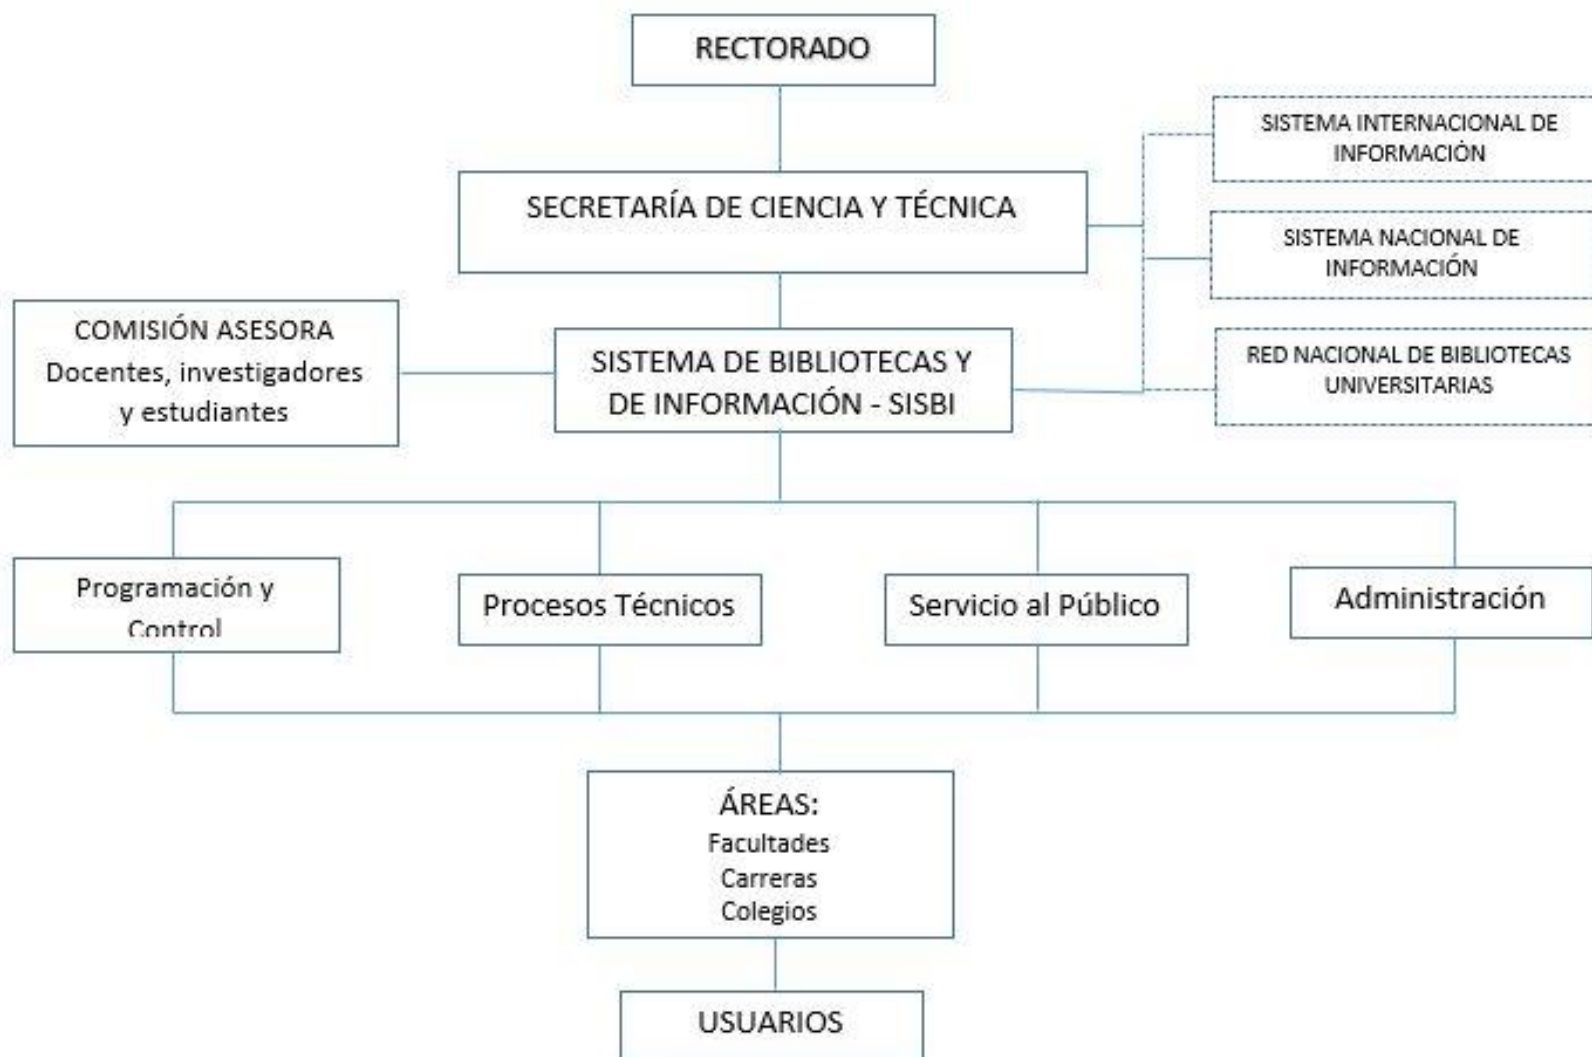 RECTORADO
SISTEMA INTERNACIONAL DE
INFORMACIÓN
SECRETARÍA DE CIENCIA Y TÉCNICA
SISTEMA NACIONAL DE
INFORMACIÓN
COMISIÓN ASESORA
Docentes, investigadores
y estudiantes
SISTEMA DE BIBLIOTECAS Y
DE INFORMACIÓN - SISBI
RED NACIONAL DE BIBLIOTECAS
UNIVERSITARIAS
Programación y
Control
Procesos Técnicos
Servicio al Público
Administración
ÁREAS:
Facultades
Carreras
Colegios
USUARIOS